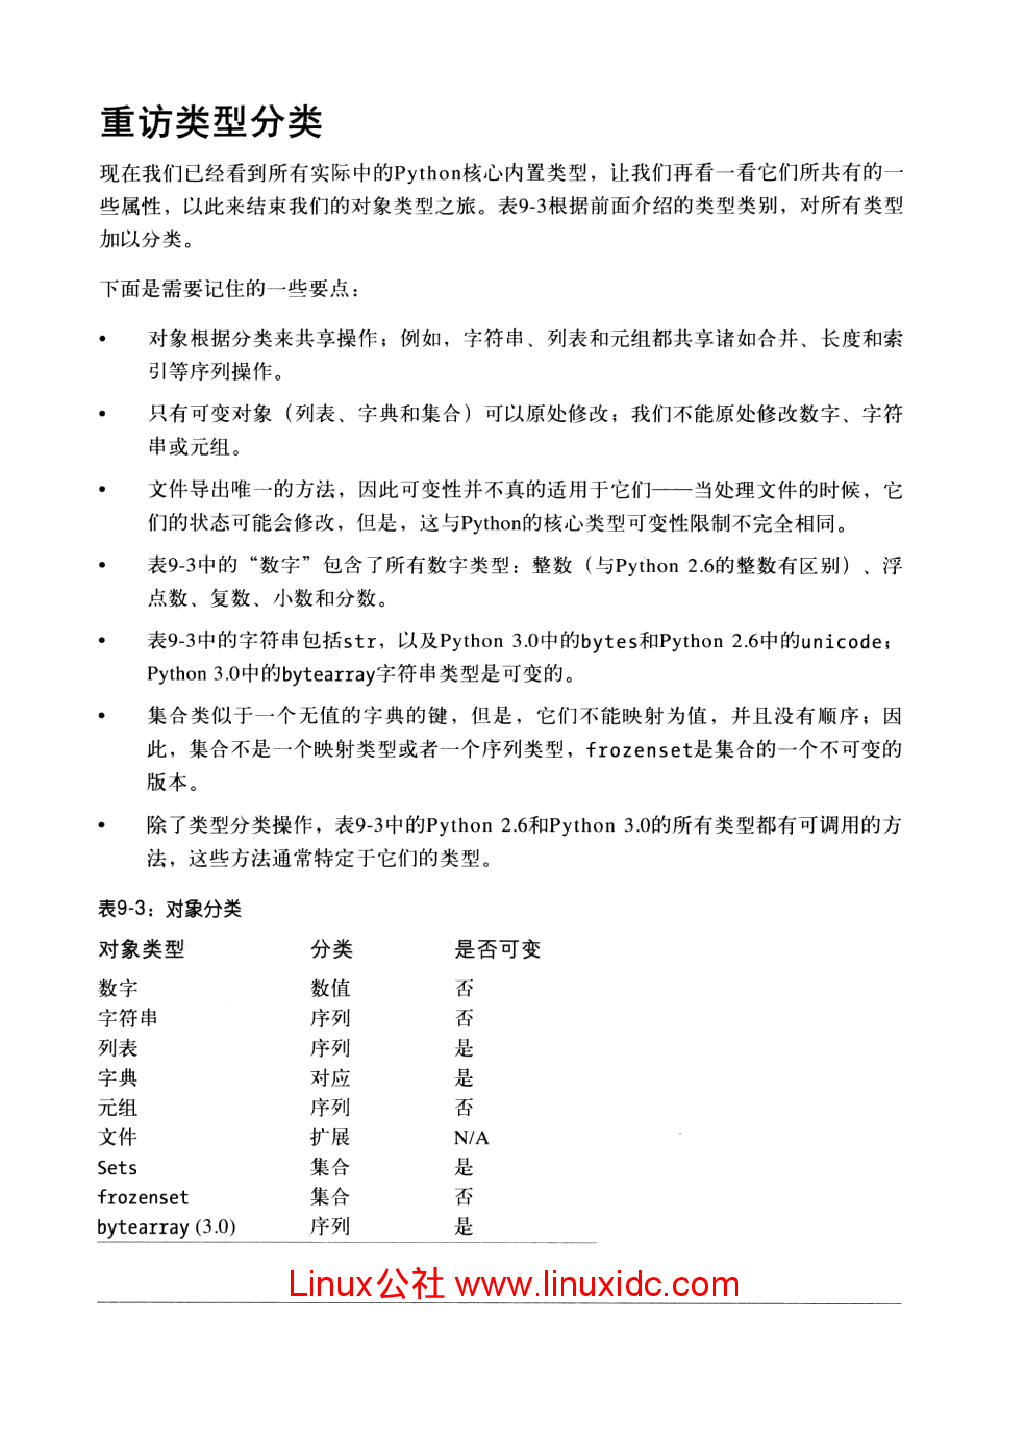 重访类型分类
现在我们已经看到所有实际中的Python核心内置类型，让我们再看一看它们所共有的一
些属性，以此来结束我们的对象类型之旅。表9-3根据前面介绍的类型类别，对所有类型
加以分类。
下面是需要记住的一些要点：
• 对象根据分类来共享操作；例如，字符串、列表和元组都共享诸如合并、长度和索
引等序列操作。
• 只有可变对象（列表、字典和集合）可以原处修改；我们不能原处修改数字、字符
串或元组。
• 文件导出唯一的方法，因此可变性并不真的适用于它们——当处理文件的时候，它
们的状态可能会修改，但是，这与Python的核心类型可变性限制不完全相同。
• 表9-3中的“数字”包含了所有数字类型：整数（与Python 2.6的整数有区别）、浮
点数、复数、小数和分数。
• 表9-3中的字符串包括str，以及Python 3.0中的bytes和Python 2.6中的unicode；
Python 3.0中的bytearray字符串类型是可变的。
• 集合类似于一个无值的字典的键，但是，它们不能映射为值，并且没有顺序；因
此，集合不是一个映射类型或者一个序列类型，frozenset是集合的一个不可变的
版本。
• 除了类型分类操作，表9-3中的Python 2.6和Python 3.0的所有类型都有可调用的方
法，这些方法通常特定于它们的类型。
表9-3：对象分类
对象类型 分类 是否可变
数字 数值 否
字符串 序列 否
列表 序列 是
字典 对应 是
元组 序列 否
文件 扩展 N/A
Sets 集合 是
frozenset 集合 否
bytearray (3.0) 序列 是
Linux公社 www.linuxidc.com